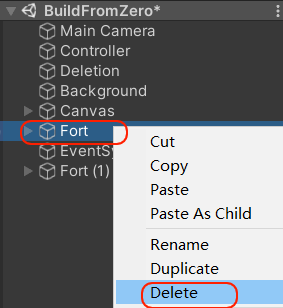 BuildFromZero*
Main Camera
Controller
Deletion
Background
Canvas
Fort
EventSy
Fort (1)
Cut
Copy
Paste
Paste As Child
Rename
Duplicate
Delete